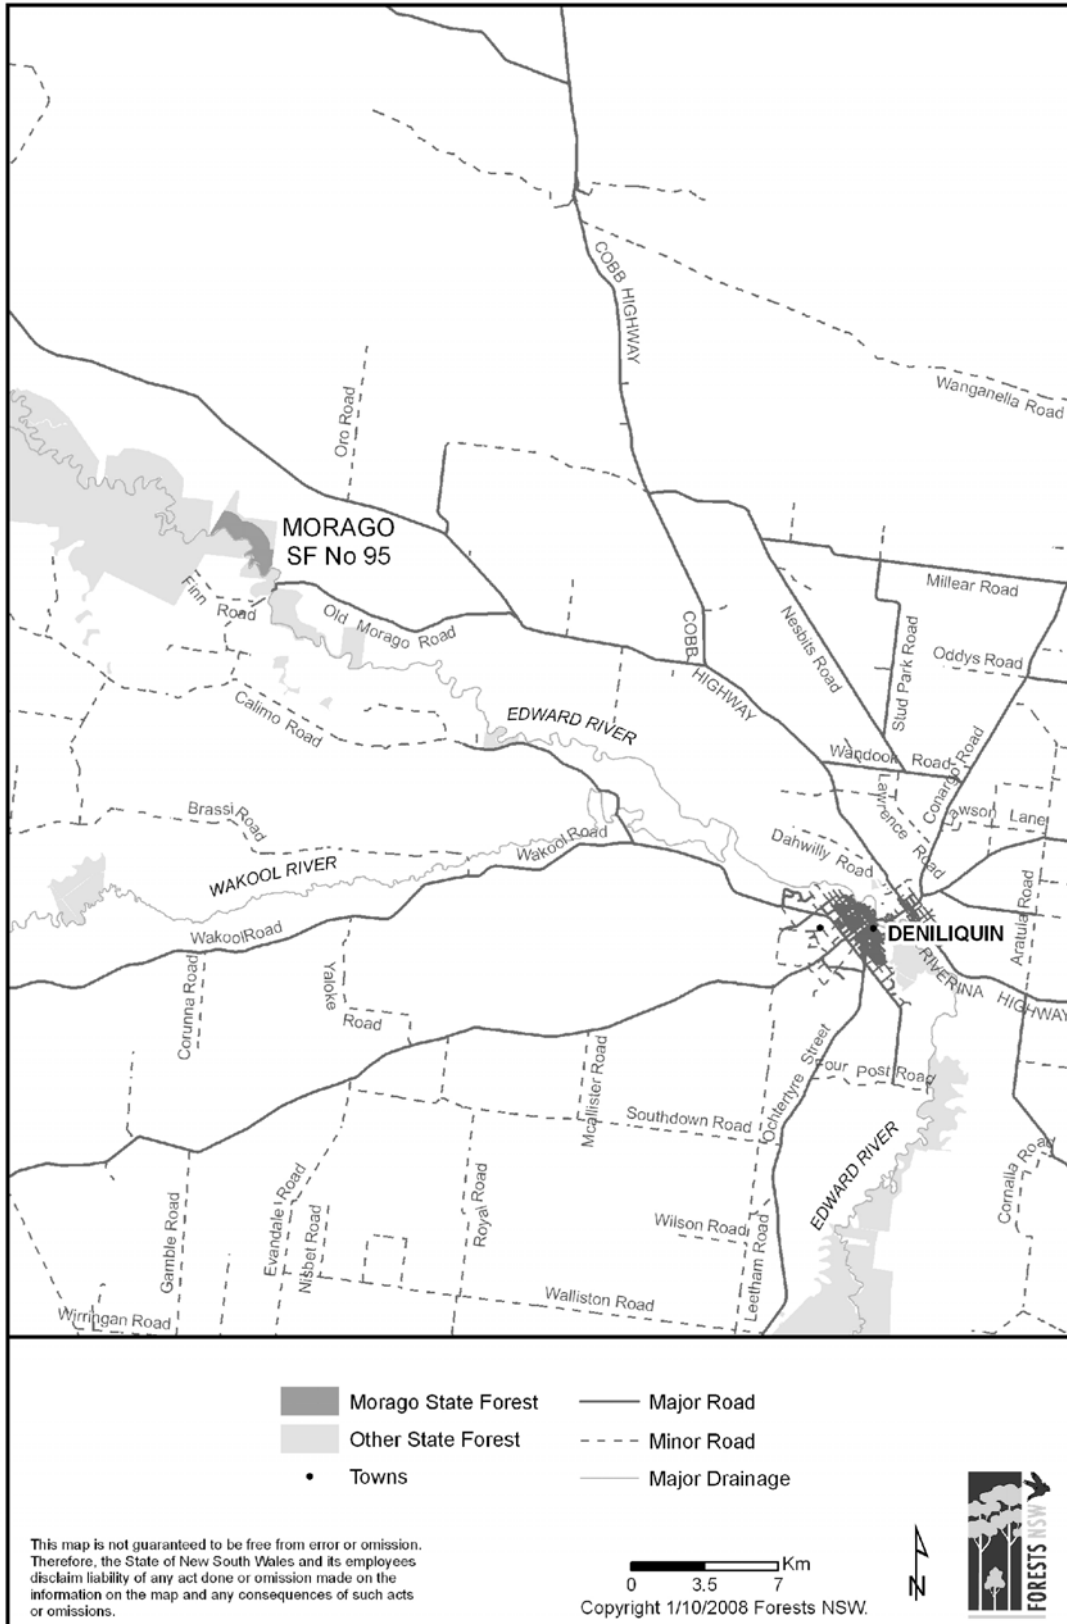 COBB HIGHWAY
Wanganella Road
Oro Road
MORAGO
SF No 95
Finn
Road
Old Morago Road
Millear Road
Nesbits Road
Stud Park Road
Oddys Road
COBB
HIGHWAY
Calimo Road
EDWARD RIVER
Wandook Road
Conargo Road
Lawrence Road
Lawson Lane
Brassi Road
Wakool Road
Dahwilly Road
WAKOOL RIVER
Aratula Road
WakoolRoad
DENILIQUIN
RIVERINA HIGHWAY
Corunna Road
Yaloke
Road
Mcallister Road
Ochtertyre Street
Four Post Road
Southdown Road
EDWARD RIVER
Cornalla Road
Gamble Road
Evandale Road
Nisbet Road
Royal Road
Wilson Road
Leetham Road
Walliston Road
Wirringan Road
Morago State Forest
Major Road
Other State Forest
Minor Road
Towns
Major Drainage
This map is not guaranteed to be free from error or omission.
Therefore, the State of New South Wales and its employees
disclaim liability of any act done or omission made on the
information on the map and any consequences of such acts
or omissions.
N
Km
0 3.5 7
Copyright 1/10/2008 Forests NSW.
FORESTS NSW